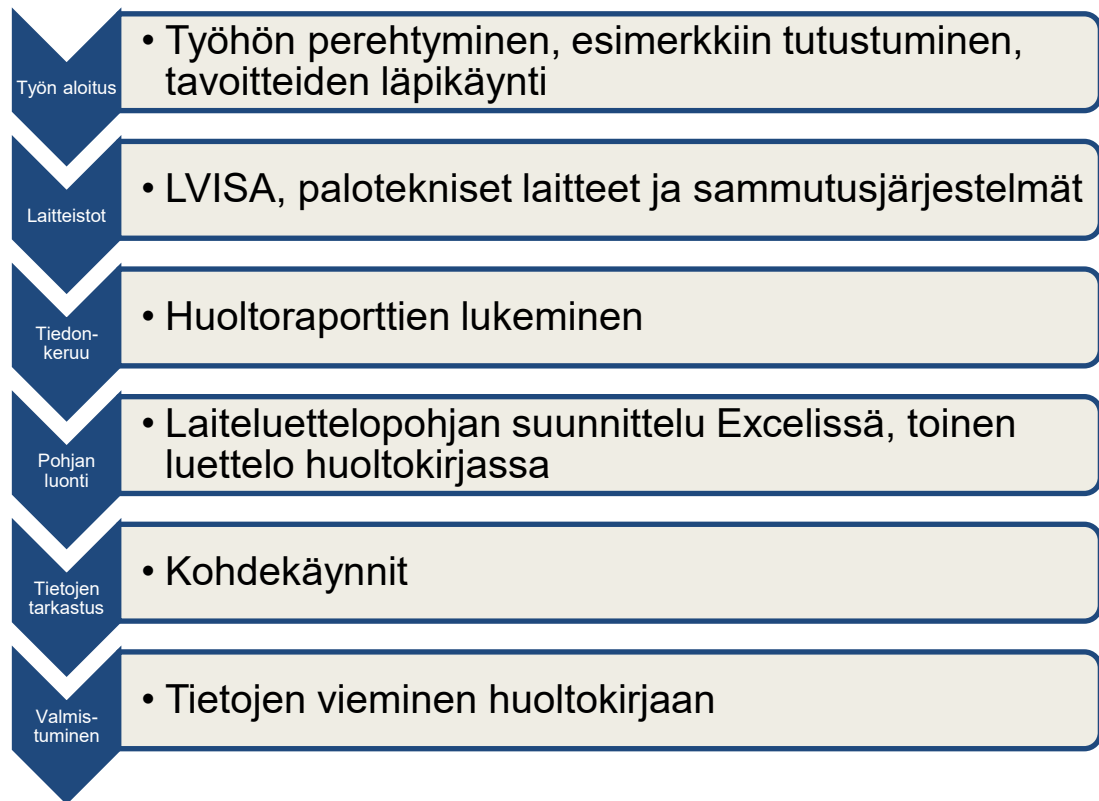 Työn aloitus
• Työhön perehtyminen, esimerkkiin tutustuminen,
tavoitteiden läpikäynti
Laitteistot
• LVISA, palotekniset laitteet ja sammutusjärjestelmät
Tiedon-
keruu
• Huoltoraporttien lukeminen
Pohjan
luonti
• Laiteluettelopohjan suunnittelu Excelissä, toinen
luettelo huoltokirjassa
Tietojen
tarkastus
• Kohdekäynnit
Valmis-
tuminen
• Tietojen vieminen huoltokirjaan